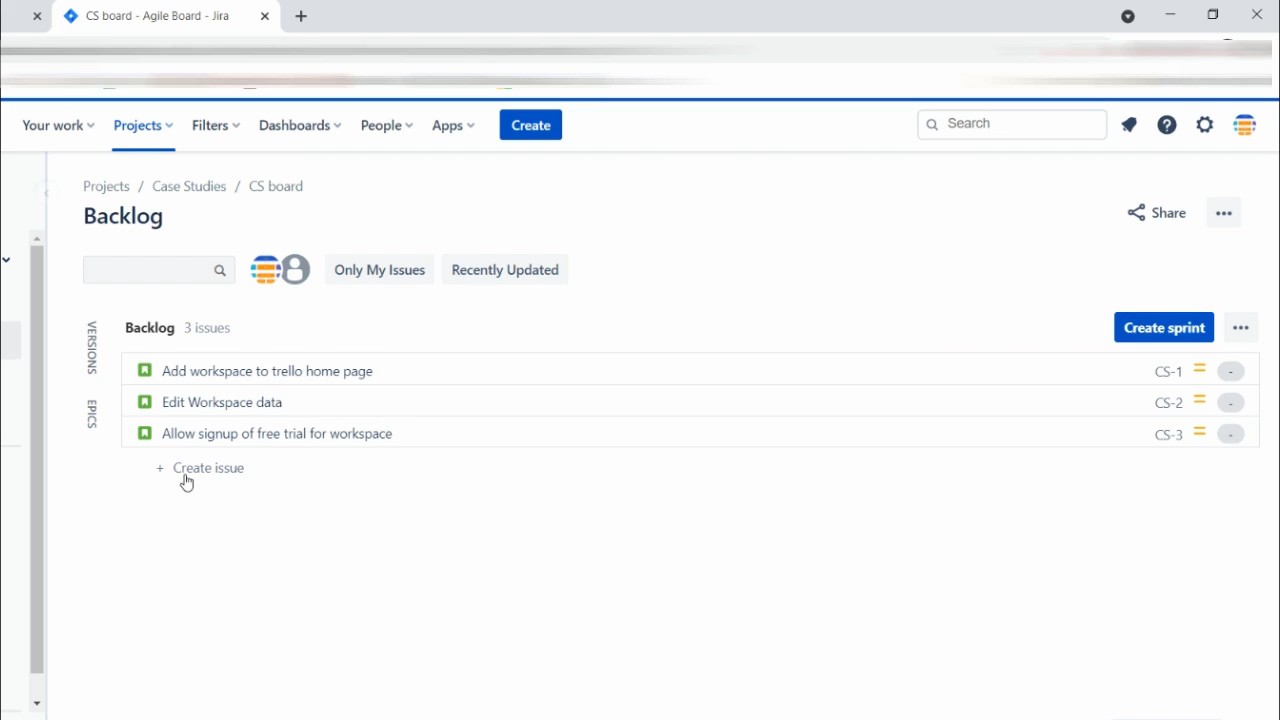 CS board - Agile Board - Jira
Your work Projects Filters Dashboards People Apps Create Search
Projects / Case Studies / CS board
Backlog
Share
Only My Issues Recently Updated
VERSIONS
EPICS
Backlog 3 issues Create sprint
Add workspace to trello home page CS-1 -
Edit Workspace data CS-2 -
Allow signup of free trial for workspace CS-3 -
+ Create issue